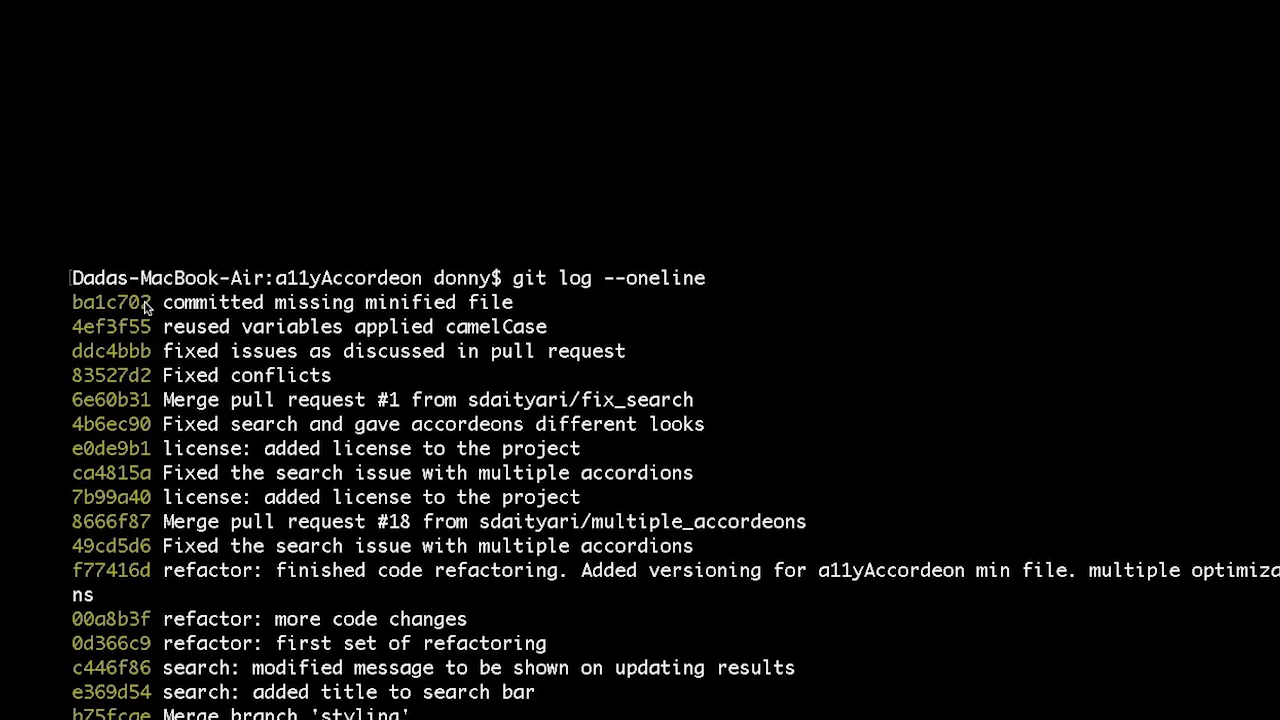 Dadas-MacBook-Air:a11yAccordeon donny$ git log --oneline
ba1c702 committed missing minified file
4ef3f55 reused variables applied camelCase
ddc4bbb fixed issues as discussed in pull request
83527d2 Fixed conflicts
6e60b31 Merge pull request #1 from sdaityari/fix_search
4b6ec90 Fixed search and gave accordeons different looks
e0de9b1 license: added license to the project
ca4815a Fixed the search issue with multiple accordions
7b99a40 license: added license to the project
8666f87 Merge pull request #18 from sdaityari/multiple_accordeons
49cd5d6 Fixed the search issue with multiple accordions
f77416d refactor: finished code refactoring. Added versioning for a11yAccordeon min file. multiple optimiza
ns
00a8b3f refactor: more code changes
0d366c9 refactor: first set of refactoring
c446f86 search: modified message to be shown on updating results
e369d54 search: added title to search bar
b75fcae Merge branch 'styling'